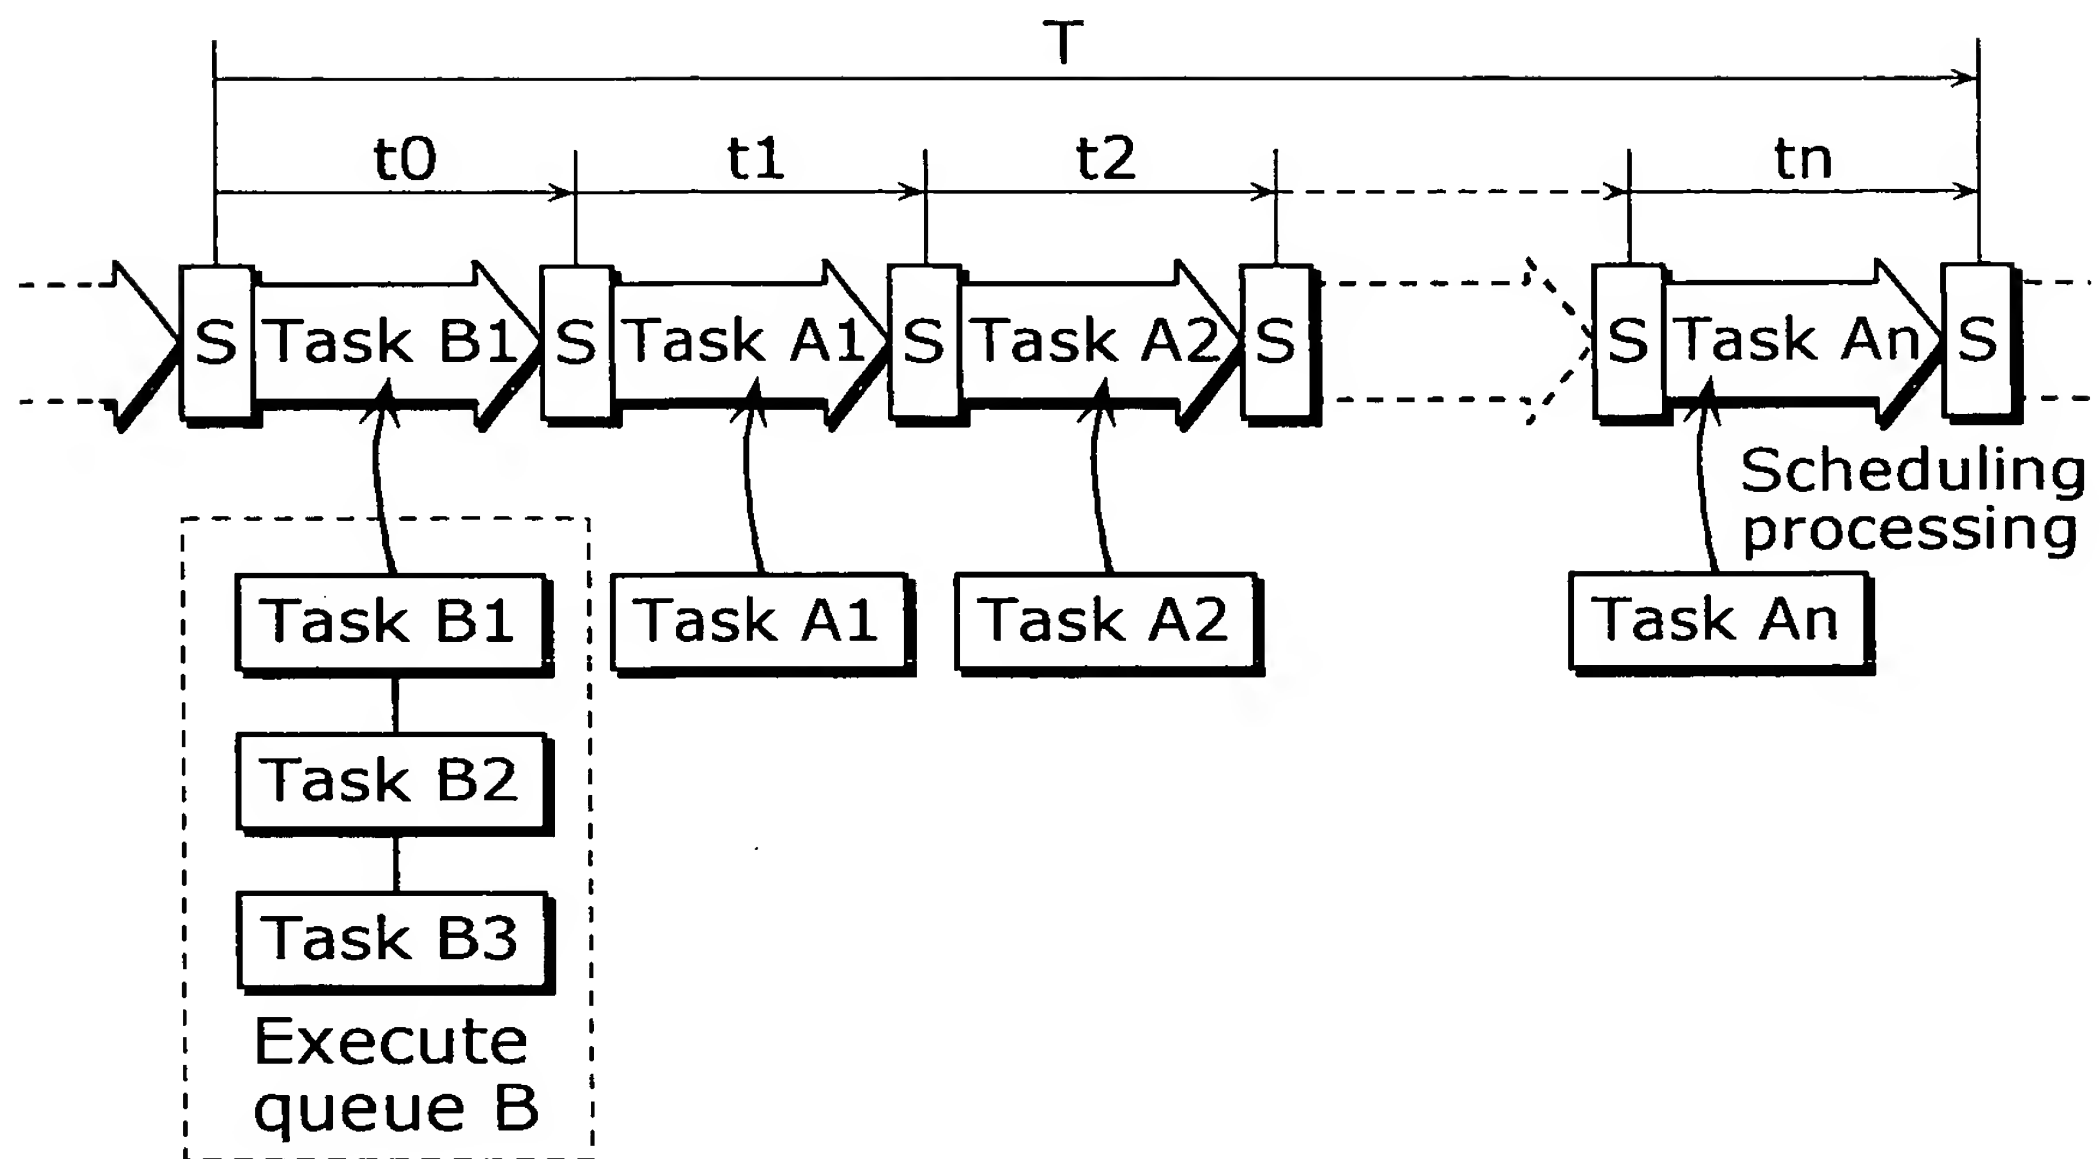 T
t0
t1
t2
tn
S
Task B1
S
Task A1
S
Task A2
S
S
Task An
S
Scheduling
processing
Task B1
Task A1
Task A2
Task An
Task B2
Task B3
Execute
queue B